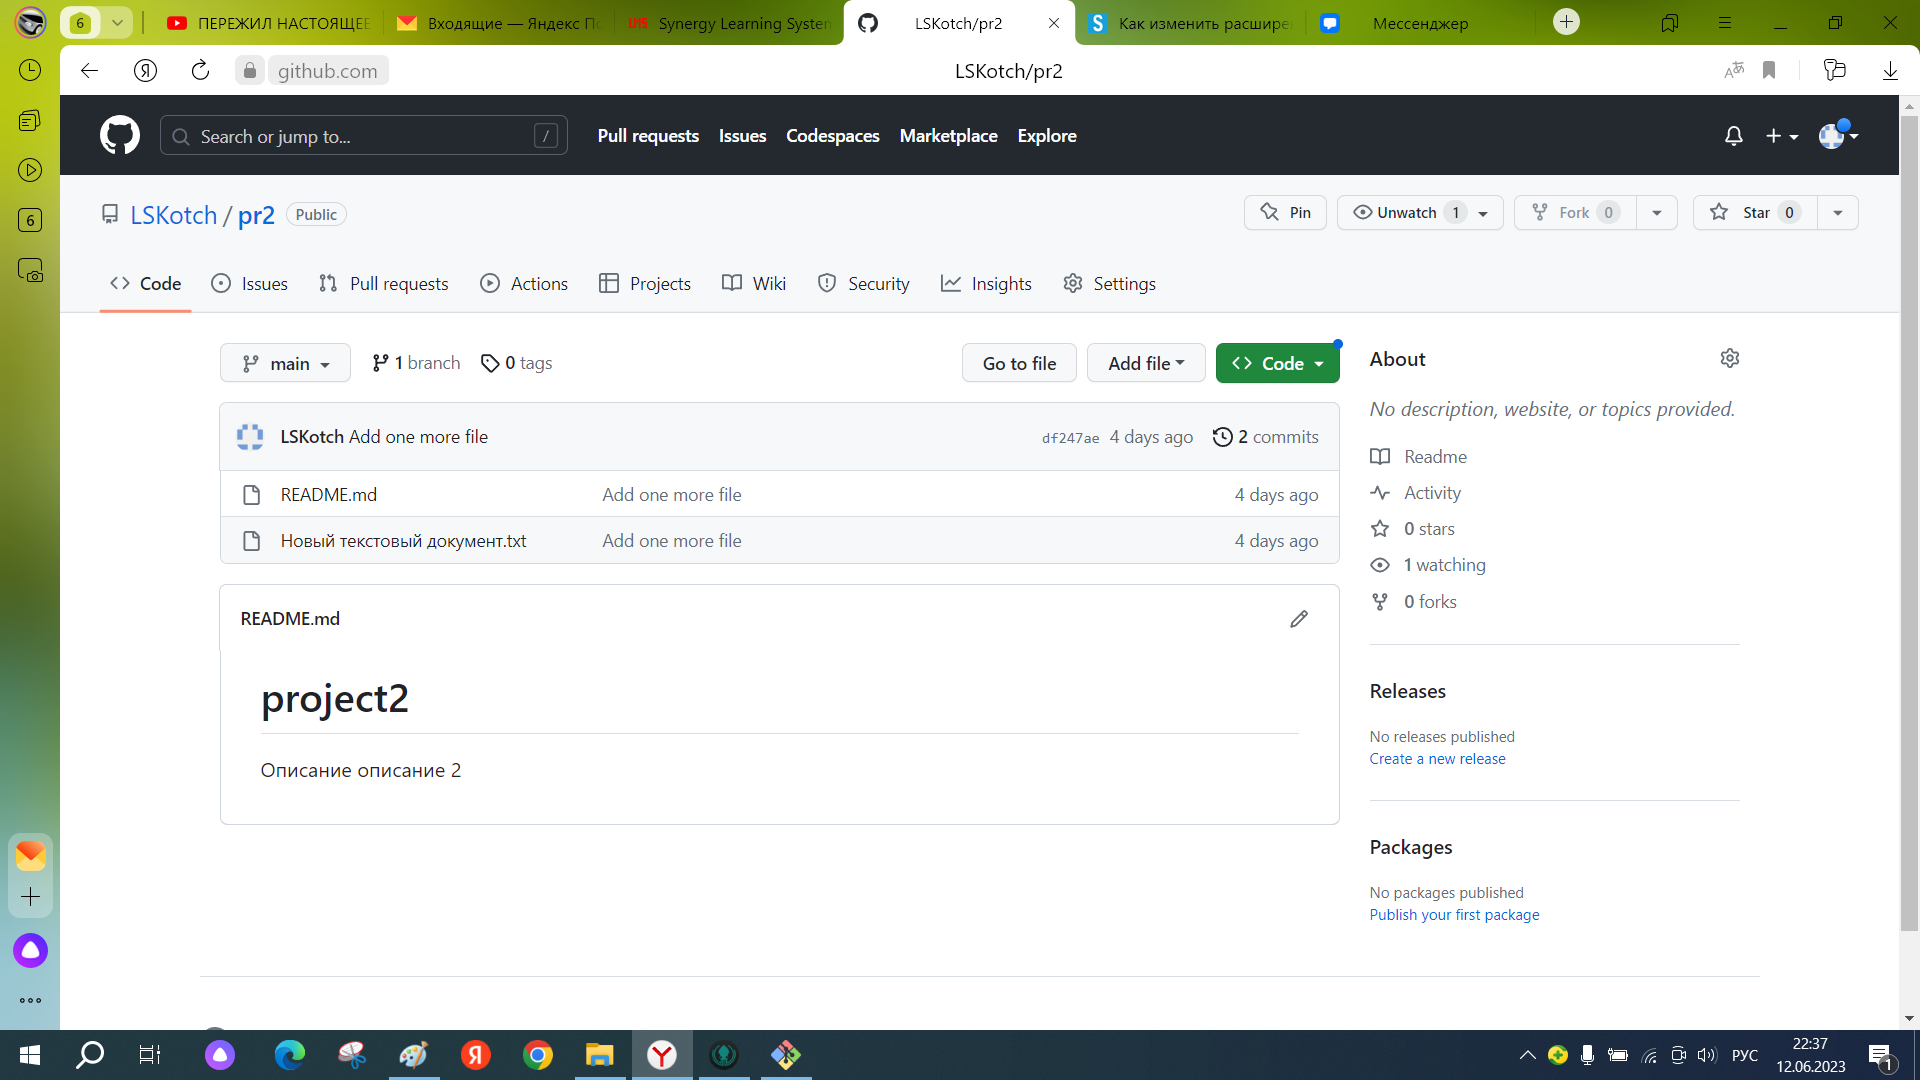 6
ПЕРЕЖИЛ НАСТОЯЩЕЕ
Входящие — Яндекс По
Synergy Learning System
LSKotch/pr2
S
Как изменить расшире
Мессенджер
Я
github.com
LSKotch/pr2
6
Search or jump to...
/
Pull requests
Issues
Codespaces
Marketplace
Explore
LSKotch / pr2
Public
Pin
Unwatch 1
Fork 0
Star 0
Code
Issues
Pull requests
Actions
Projects
Wiki
Security
Insights
Settings
main
1 branch
0 tags
Go to file
Add file
Code
LSKotch Add one more file
df247ae 4 days ago
2 commits
README.md
Add one more file
4 days ago
Новый текстовый документ.txt
Add one more file
4 days ago
README.md
project2
Описание описание 2
About
No description, website, or topics provided.
Readme
Activity
0 stars
1 watching
0 forks
Releases
No releases published
Create a new release
Packages
No packages published
Publish your first package
Я
РУС
22:37
12.06.2023
1